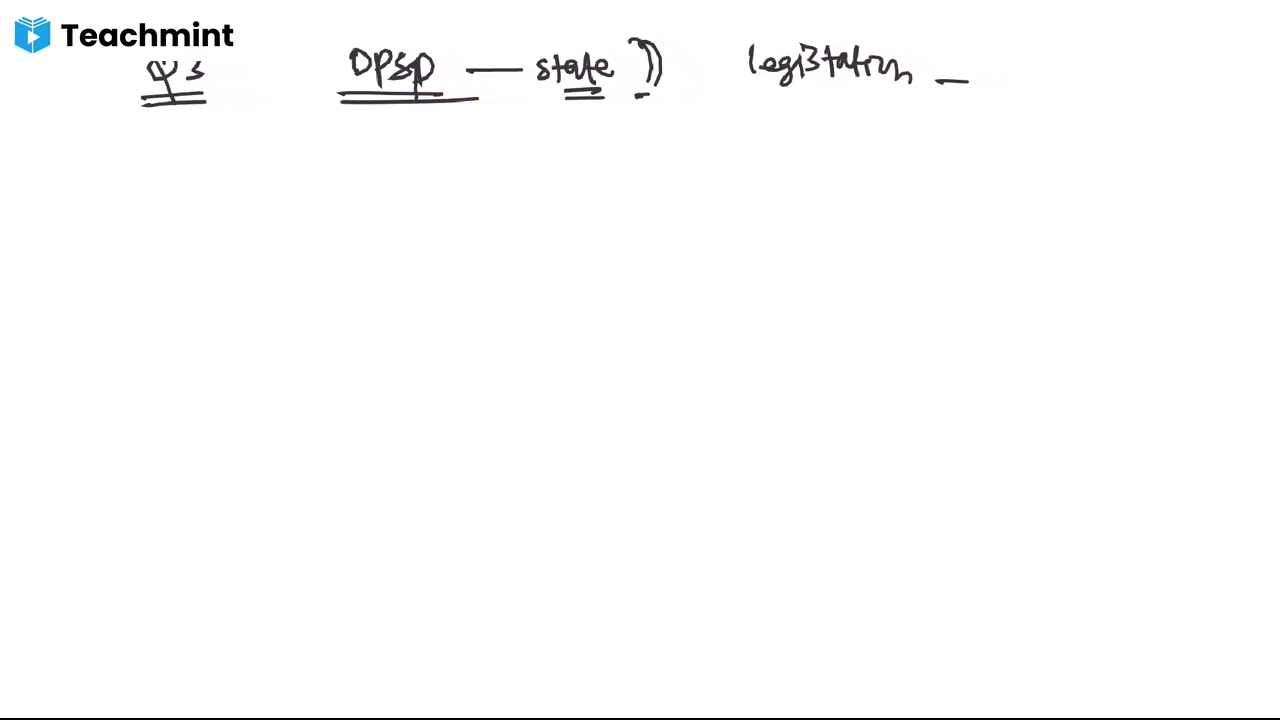 Teachmint
DPSP — state )) legislation —